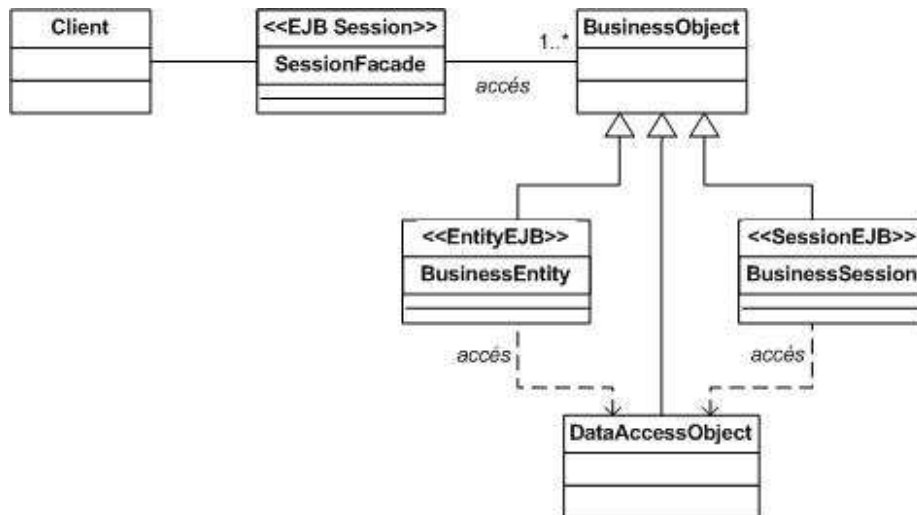 Client
<<EJB Session>>
SessionFacade
1..*
accés
BusinessObject
<<EntityEJB>>
BusinessEntity
<<SessionEJB>>
BusinessSession
accés
accés
DataAccessObject